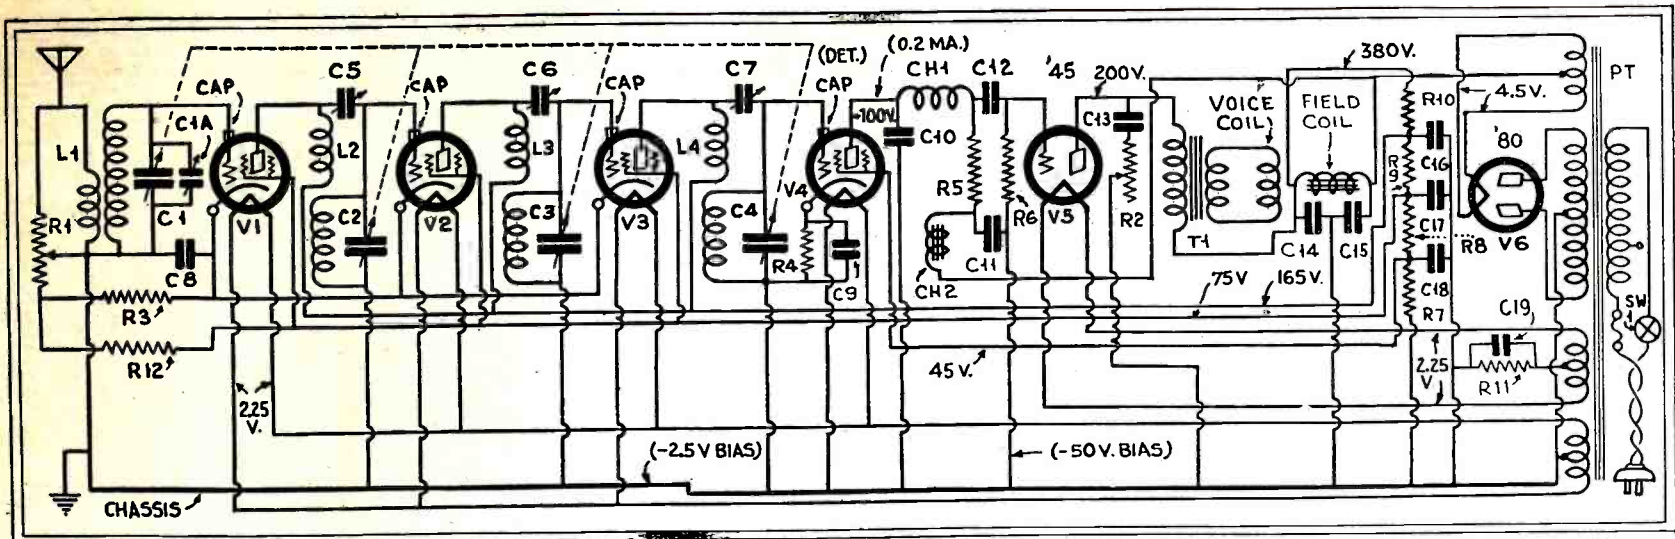 (DET.)
(0.2 MA.)
380V.
PT
C5
C6
C7
CH1
C12
'45
200V.
CAP
CAP
CAP
CAP
C1A
4.5V.
VOICE
COIL
FIELD
COIL
R10
100V.
C10
C13
'80
L1
L2
L3
L4
C16
R9
V4
R5
R6
R1
C1
V1
C2
V2
C3
V3
C4
V5
R2
C17
R8
V6
T1
C14
C15
C8
R4
C9
C11
CH2
C18
75V
165V.
R7
C19
SW
R3
R12
45V.
2.25
V
R11
2.25
V.
(-2.5V BIAS)
(-50V. BIAS)
CHASSIS